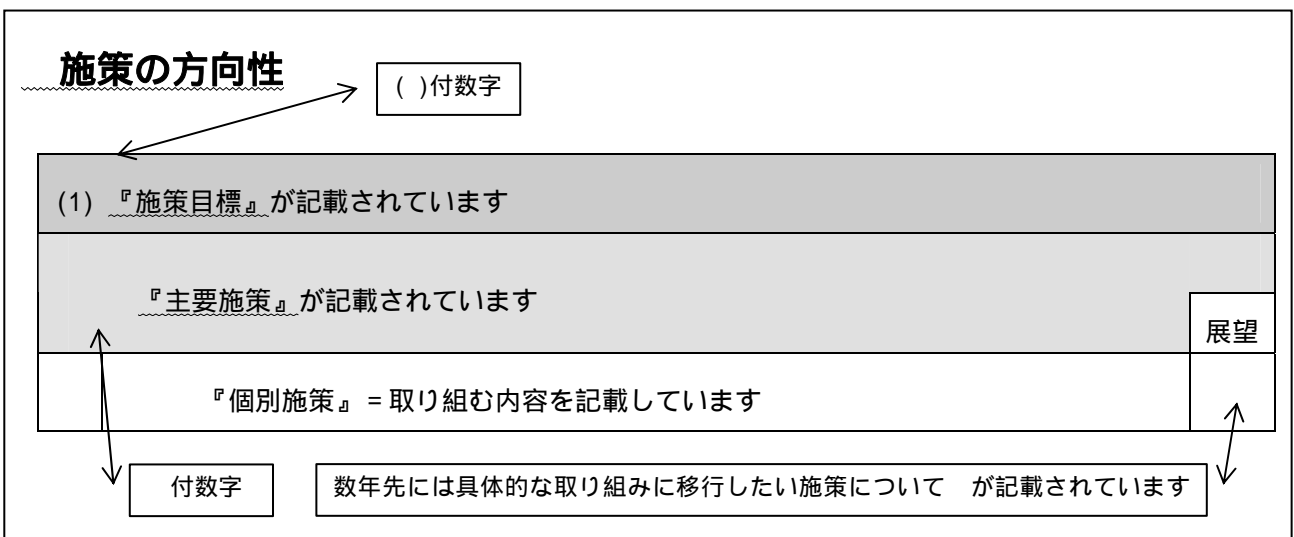 施策の方向性
( )付数字
(1) 『施策目標』が記載されています
『主要施策』が記載されています
展望
『個別施策』=取り組む内容を記載しています
付数字
数年先には具体的な取り組みに移行したい施策について　が記載されています